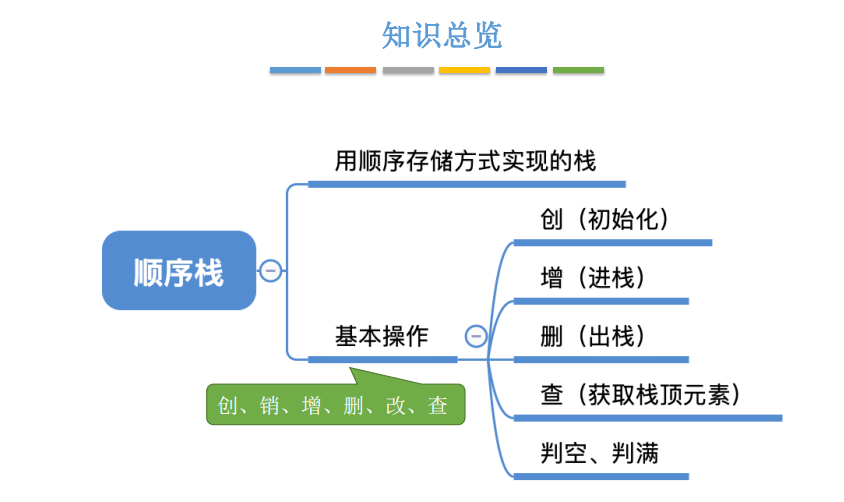 知识总览
用顺序存储方式实现的栈
创（初始化）
顺序栈
增（进栈）
基本操作
删（出栈）
创、销、增、删、改、查
查（获取栈顶元素）
判空、判满